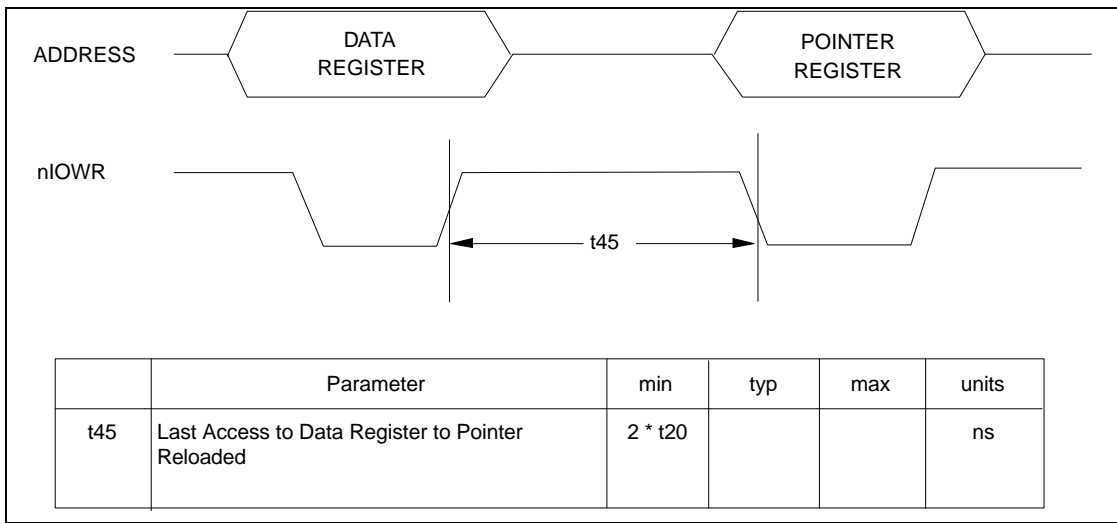 ADDRESS
DATA
REGISTER
POINTER
REGISTER
nIOWR
t45
Parameter min typ max units
t45 Last Access to Data Register to Pointer 2 * t20 ns
Reloaded